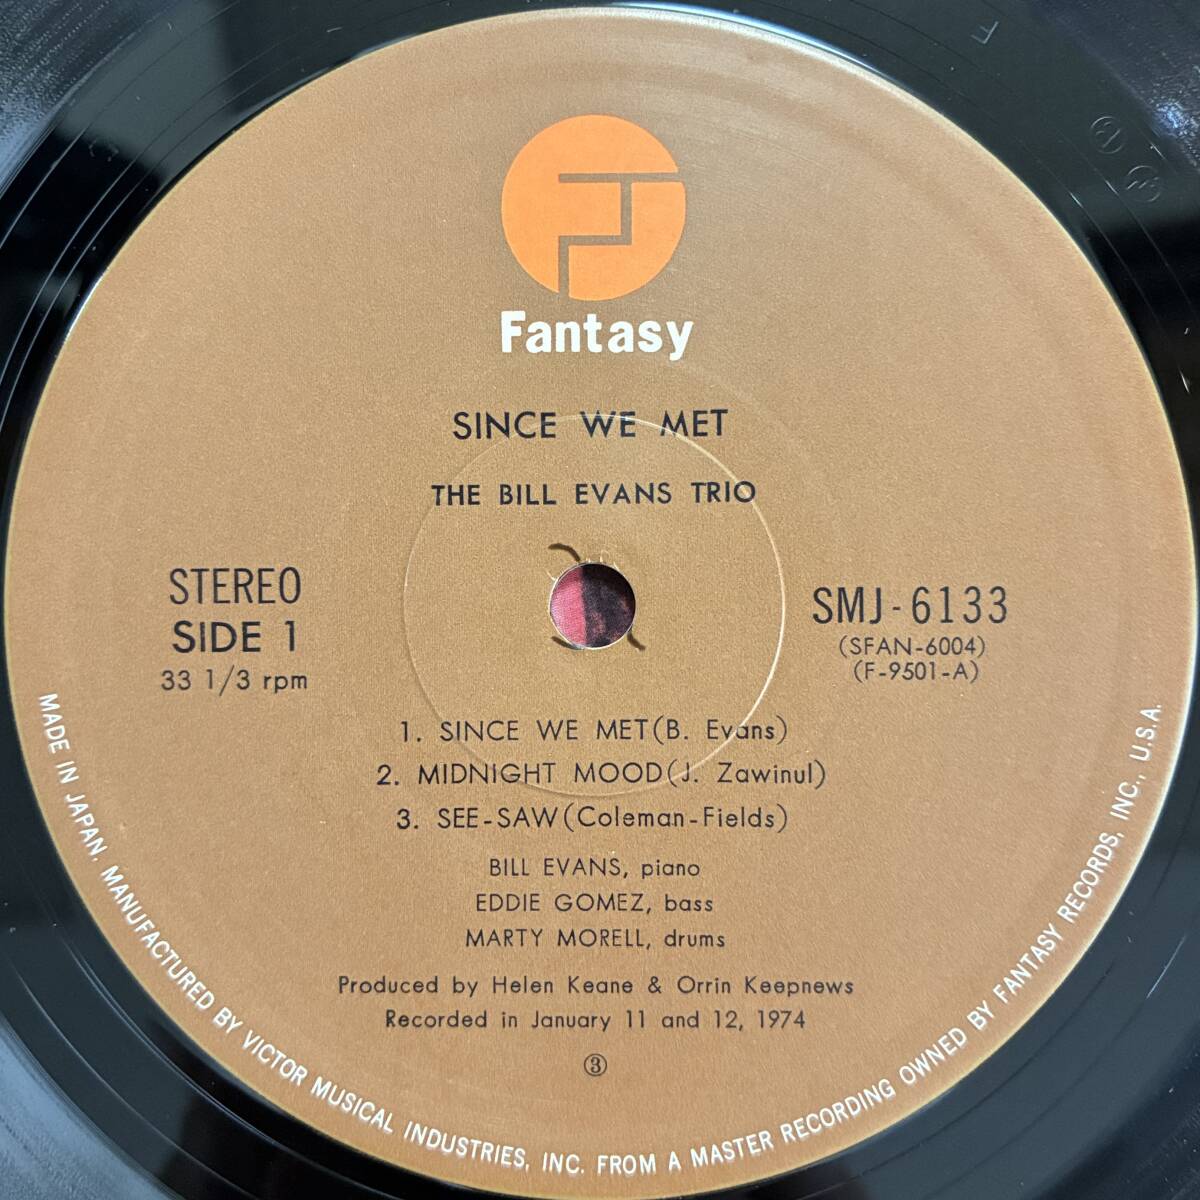 Fantasy
SINCE WE MET
THE BILL EVANS TRIO
STEREO
SIDE 1
33 1/3 rpm
SMJ-6133
(SFAN-6004)
(F-9501-A)
1. SINCE WE MET(B. Evans)
2. MIDNIGHT MOOD(J. Zawinul)
3. SEE-SAW(Coleman-Fields)
BILL EVANS, piano
EDDIE GOMEZ, bass
MARTY MORELL, drums
Produced by Helen Keane & Orrin Keepnews
Recorded in January 11 and 12, 1974
③
MADE IN JAPAN. MANUFACTURED BY VICTOR MUSICAL INDUSTRIES, INC. FROM A MASTER RECORDING OWNED BY FANTASY RECORDS, INC., U.S.A.